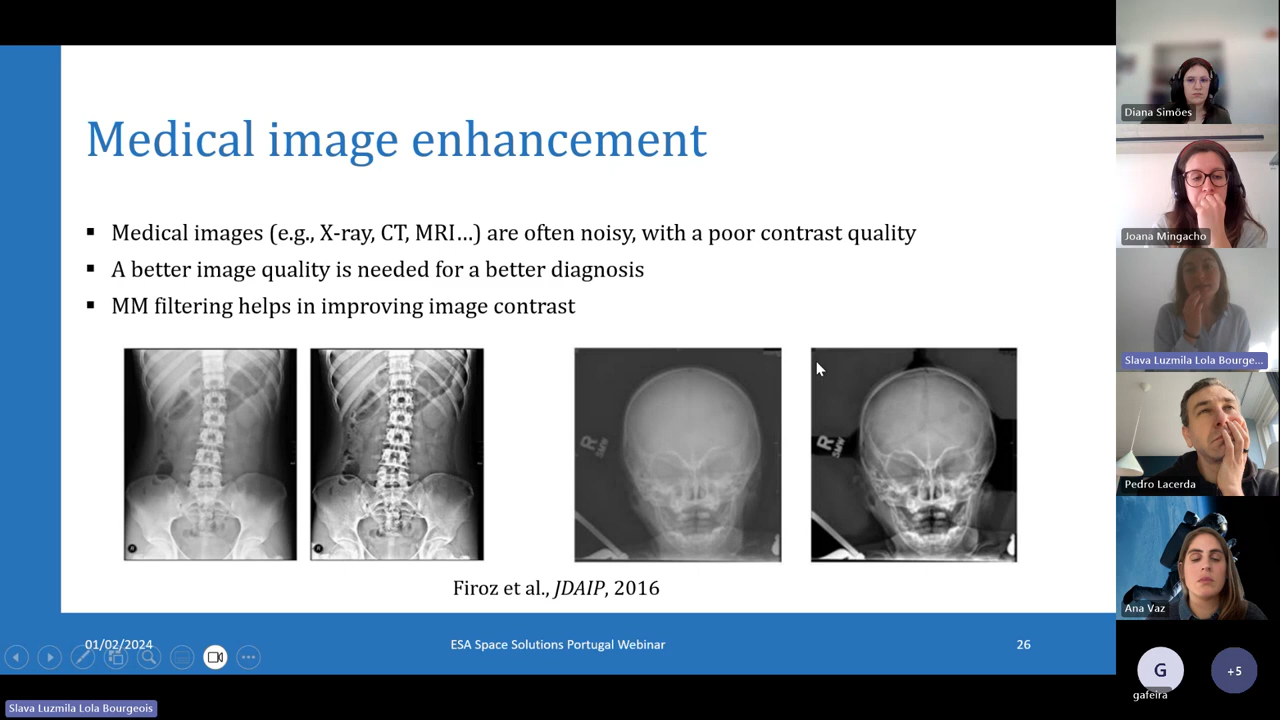 Medical image enhancement
▪ Medical images (e.g., X-ray, CT, MRI…) are often noisy, with a poor contrast quality
▪ A better image quality is needed for a better diagnosis
▪ MM filtering helps in improving image contrast
R
SMW
R
SMW
Firoz et al., JDAIP, 2016
01/02/2024
ESA Space Solutions Portugal Webinar
26
Slava Luzmila Lola Bourgeois
Diana Simões
Joana Mingacho
Slava Luzmila Lola Bourge...
Pedro Lacerda
Ana Vaz
G
gafeira
+5